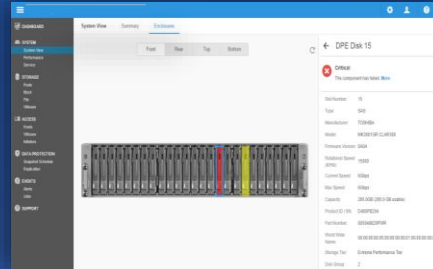 DASHBOARD
SYSTEM
System View
Performance
Service
STORAGE
Pools
Block
File
VMware
ACCESS
Hosts
VMware
Initiators
DATA PROTECTION
Snapshot Schedule
Replication
EVENTS
Alerts
Jobs
SUPPORT
System View Summary Enclosures
Front Rear Top Bottom
DPE Disk 15
Critical
The component has failed. More
Slot Number: 15
Type: SAS
Manufacturer: TOSHIBA
Model:
Firmware Version:
Rotational Speed (RPM): 15000
Current Speed: 6Gbps
Max Speed: 6Gbps
Capacity:
Product ID / SN:
Part Number:
World Wide Name:
Storage Tier: Extreme Performance Tier
Disk Group: 2